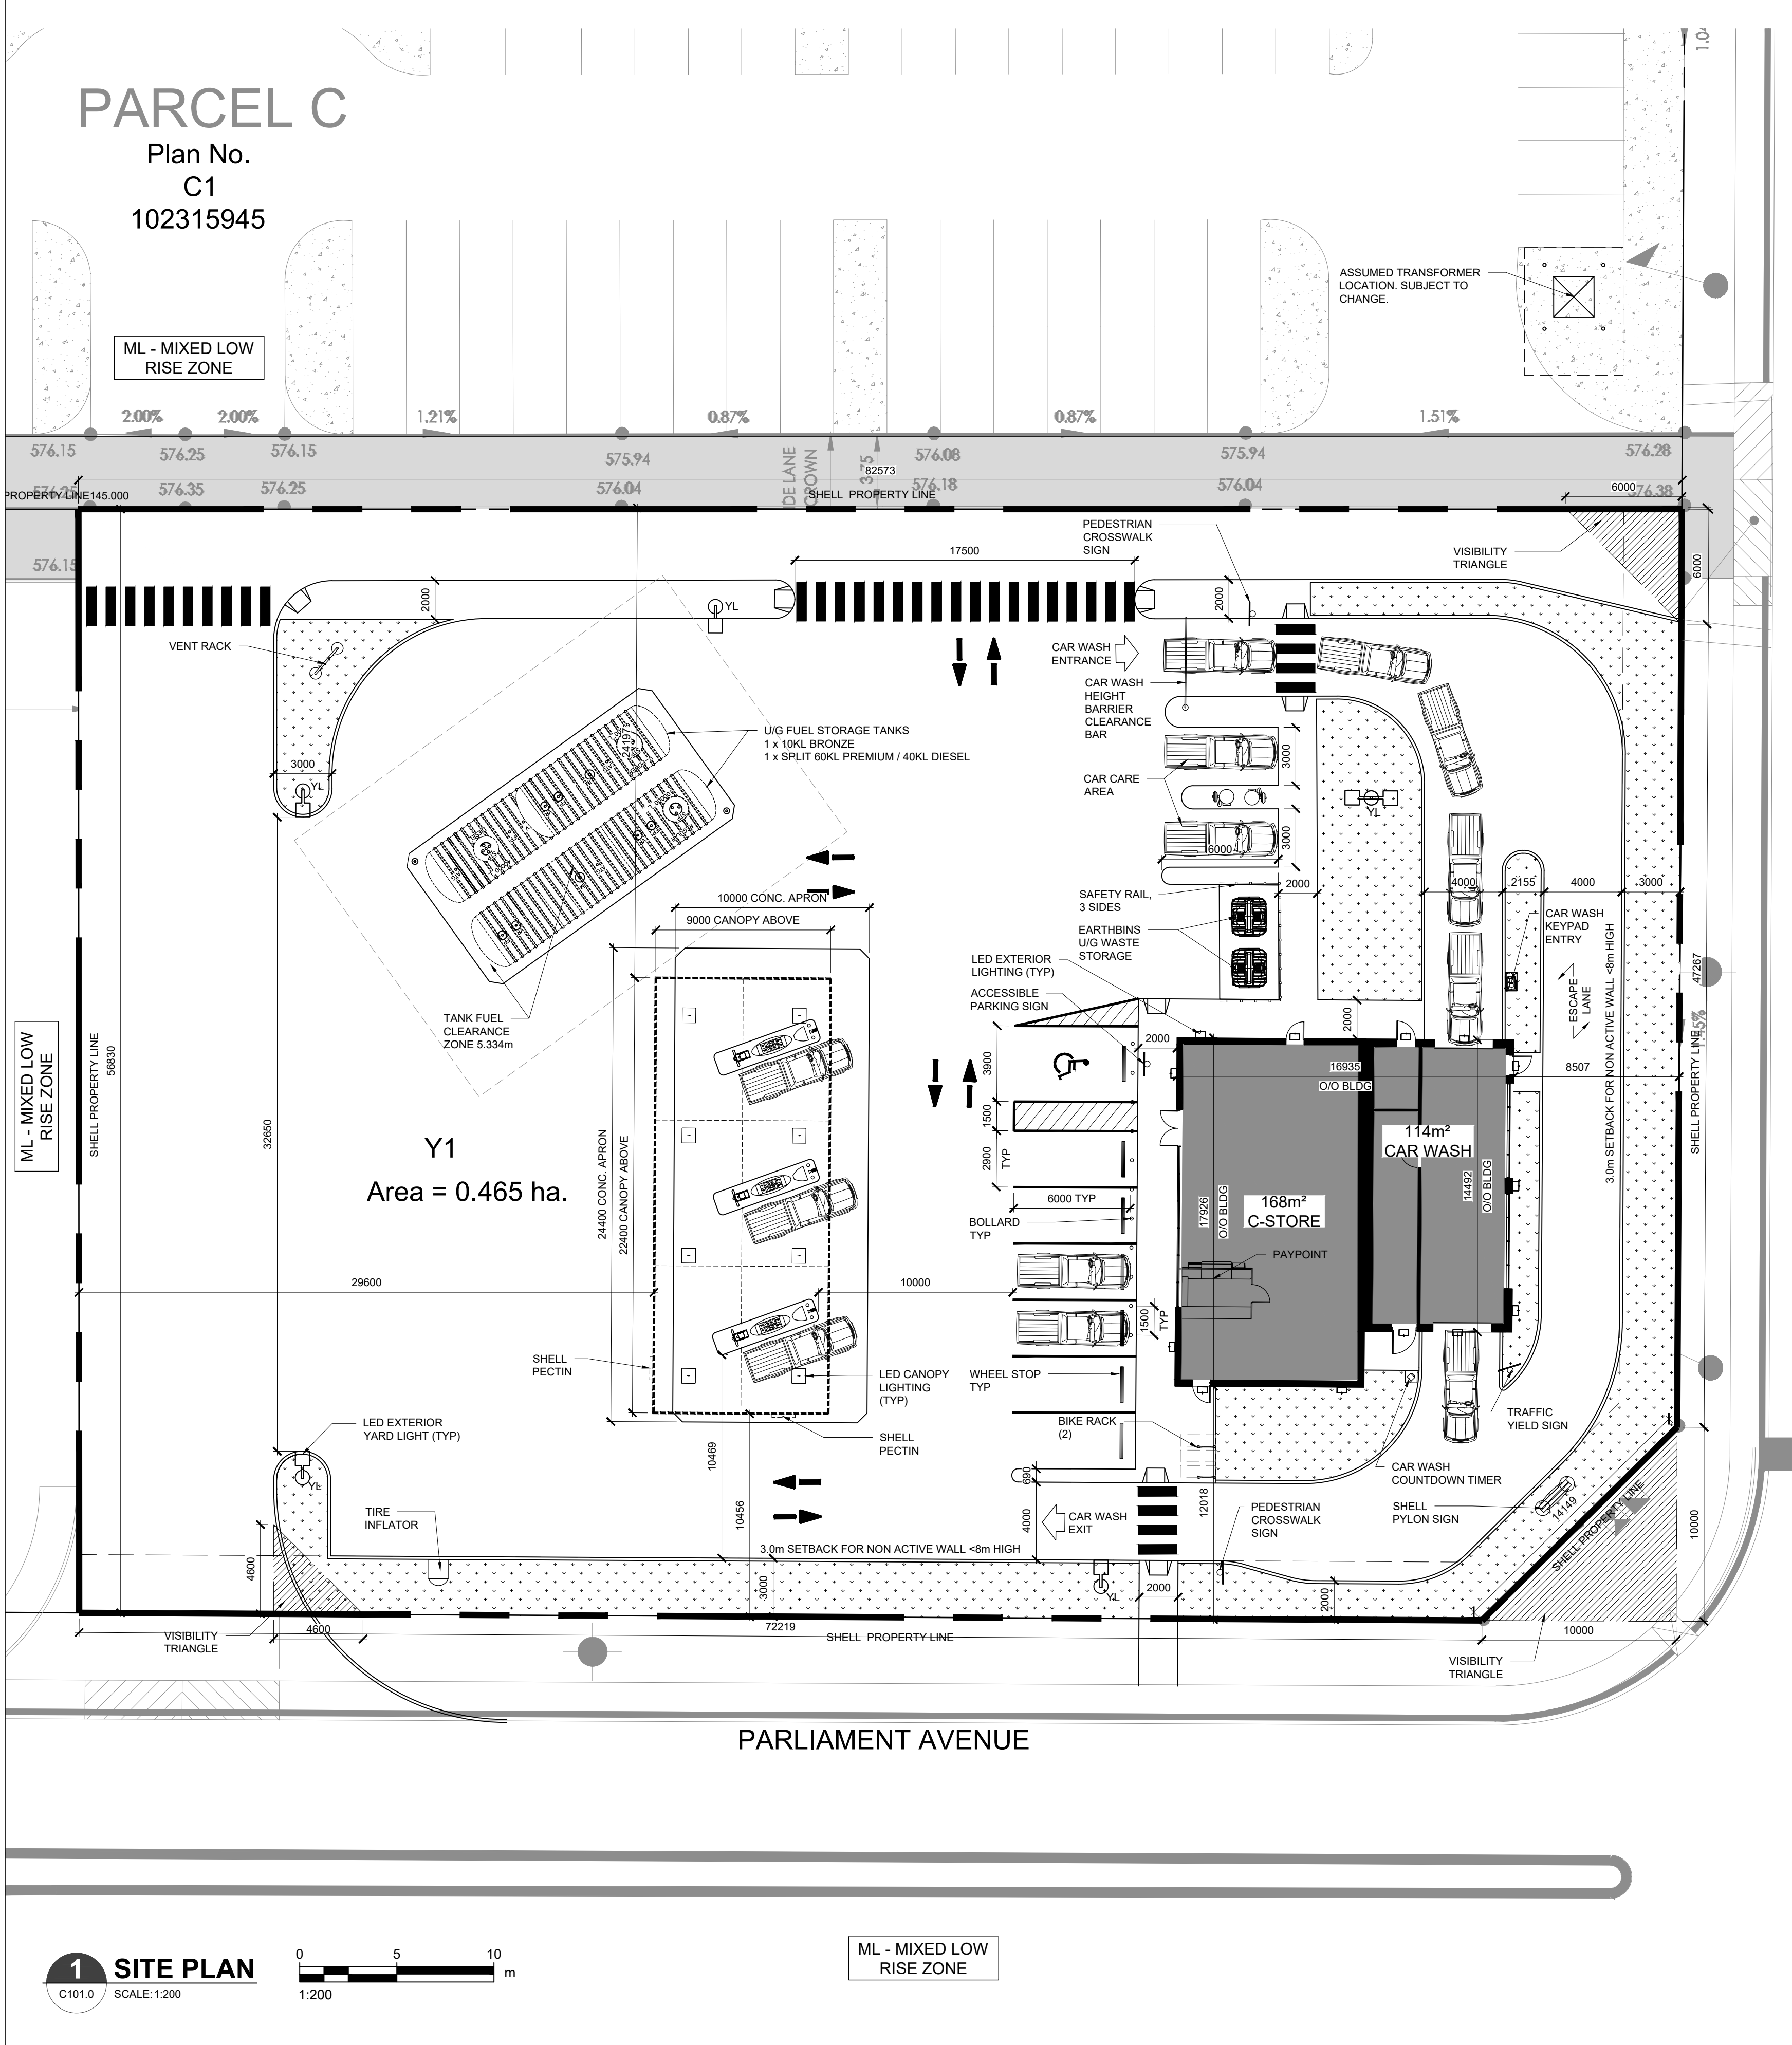 1.04
PARCEL C
Plan No.
C1
102315945
ASSUMED TRANSFORMER
LOCATION. SUBJECT TO
CHANGE.
ML - MIXED LOW
RISE ZONE
2.00%
2.00%
1.21%
0.87%
0.87%
1.51%
576.15
576.25
576.15
575.94
576.08
575.94
576.28
IDE LANE
CROWN
3.75
82573
PROPERTY LINE145.000
576.35
576.25
576.04
SHELL PROPERTY LINE
576.18
576.04
6000
576.38
576.15
PEDESTRIAN
CROSSWALK
SIGN
17500
VISIBILITY
TRIANGLE
6000
2000
YL
2000
VENT RACK
CAR WASH
ENTRANCE
CAR WASH
HEIGHT
BARRIER
CLEARANCE
BAR
U/G FUEL STORAGE TANKS
1 x 10KL BRONZE
1 x SPLIT 60KL PREMIUM / 40KL DIESEL
24197
3000
YL
CAR CARE
AREA
3000
YL
3000
6000
10000 CONC. APRON
9000 CANOPY ABOVE
SAFETY RAIL,
3 SIDES
2000
4000
2155
4000
3000
EARTHBINS
U/G WASTE
STORAGE
CAR WASH
KEYPAD
ENTRY
LED EXTERIOR
LIGHTING (TYP)
ACCESSIBLE
PARKING SIGN
ESCAPE
LANE
3.0m SETBACK FOR NON ACTIVE WALL <8m HIGH
47267
SHELL PROPERTY LINE
TANK FUEL
CLEARANCE
ZONE 5.334m
ML - MIXED LOW
RISE ZONE
SHELL PROPERTY LINE
56830
2000
2000
3900
16935
O/O BLDG
8507
1500
2900
TYP
32650
Y1
Area = 0.465 ha.
24400 CONC. APRON
22400 CANOPY ABOVE
114m²
CAR WASH
14492
O/O BLDG
6000 TYP
BOLLARD
TYP
17926
O/O BLDG
168m²
C-STORE
PAYPOINT
29600
10000
1500
TYP
SHELL
PECTIN
LED CANOPY
LIGHTING
(TYP)
WHEEL STOP
TYP
BIKE RACK
(2)
TRAFFIC
YIELD SIGN
LED EXTERIOR
YARD LIGHT (TYP)
SHELL
PECTIN
10469
YL
690
CAR WASH
COUNTDOWN TIMER
12018
TIRE
INFLATOR
10456
4000
CAR WASH
EXIT
PEDESTRIAN
CROSSWALK
SIGN
SHELL
PYLON SIGN
14149
SHELL PROPERTY LINE
10000
3.0m SETBACK FOR NON ACTIVE WALL <8m HIGH
4600
3000
YL
2000
2000
VISIBILITY
TRIANGLE
4600
72219
SHELL PROPERTY LINE
10000
VISIBILITY
TRIANGLE
PARLIAMENT AVENUE
ML - MIXED LOW
RISE ZONE
1
C101.0
SITE PLAN
SCALE: 1:200
0 5 10
m
1:200